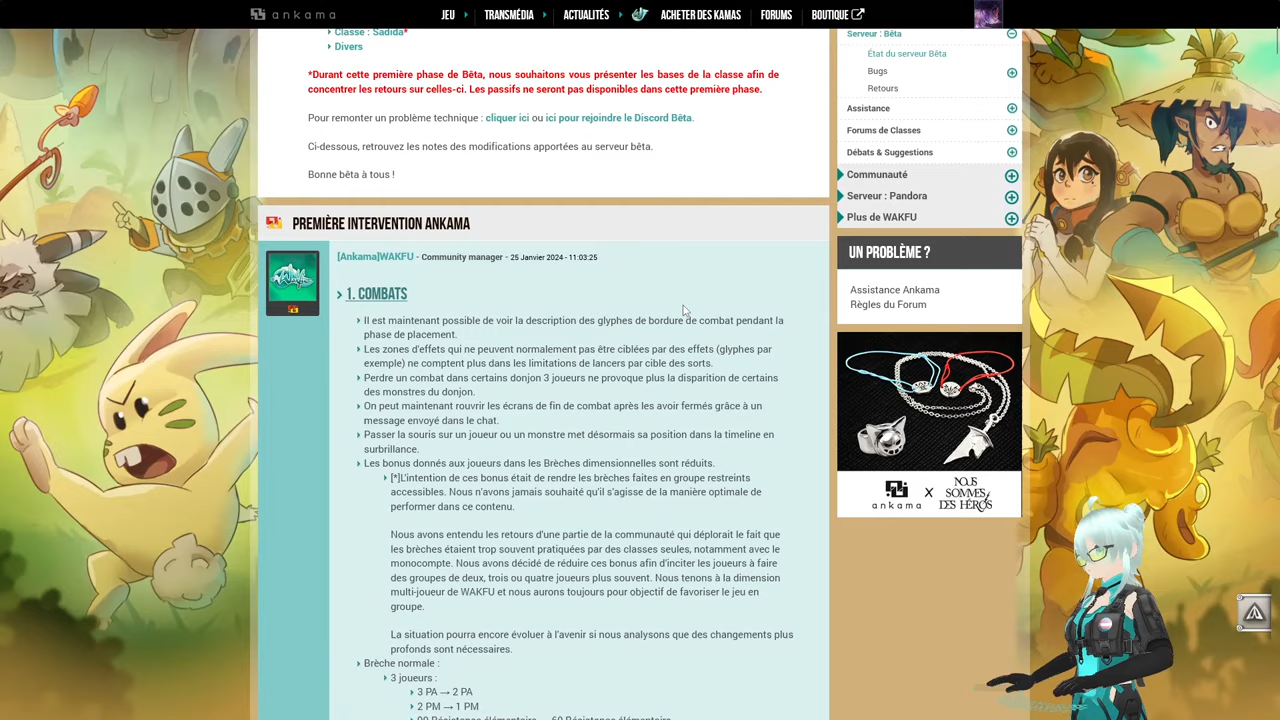 ankama
JEU
TRANSMÉDIA
ACTUALITÉS
ACHETER DES KAMAS
FORUMS
BOUTIQUE
Classe : Sadida*
Divers
*Durant cette première phase de Bêta, nous souhaitons vous présenter les bases de la classe afin de
concentrer les retours sur celles-ci. Les passifs ne seront pas disponibles dans cette première phase.
Pour remonter un problème technique : cliquer ici ou ici pour rejoindre le Discord Bêta.
Ci-dessous, retrouvez les notes des modifications apportées au serveur bêta.
Bonne bêta à tous !
PREMIÈRE INTERVENTION ANKAMA
[Ankama]WAKFU - Community manager - 25 Janvier 2024 - 11:03:25
1. COMBATS
Il est maintenant possible de voir la description des glyphes de bordure de combat pendant la
phase de placement.
Les zones d'effets qui ne peuvent normalement pas être ciblées par des effets (glyphes par
exemple) ne comptent plus dans les limitations de lancers par cible des sorts.
Perdre un combat dans certains donjon 3 joueurs ne provoque plus la disparition de certains
des monstres du donjon.
On peut maintenant rouvrir les écrans de fin de combat après les avoir fermés grâce à un
message envoyé dans le chat.
Passer la souris sur un joueur ou un monstre met désormais sa position dans la timeline en
surbrillance.
Les bonus donnés aux joueurs dans les Brèches dimensionnelles sont réduits.
[*]L'intention de ces bonus était de rendre les brèches faites en groupe restreints
accessibles. Nous n'avons jamais souhaité qu'il s'agisse de la manière optimale de
performer dans ce contenu.
Nous avons entendu les retours d'une partie de la communauté qui déplorait le fait que
les brèches étaient trop souvent pratiquées par des classes seules, notamment avec le
monocompte. Nous avons décidé de réduire ces bonus afin d'inciter les joueurs à faire
des groupes de deux, trois ou quatre joueurs plus souvent. Nous tenons à la dimension
multi-joueur de WAKFU et nous aurons toujours pour objectif de favoriser le jeu en
groupe.
La situation pourra encore évoluer à l'avenir si nous analysons que des changements plus
profonds sont nécessaires.
Brèche normale :
3 joueurs :
3 PA → 2 PA
2 PM → 1 PM
90 Résistance élémentaire → 60 Résistance élémentaire
Serveur : Bêta
État du serveur Bêta
Bugs
Retours
Assistance
Forums de Classes
Débats & Suggestions
Communauté
Serveur : Pandora
Plus de WAKFU
UN PROBLÈME ?
Assistance Ankama
Règles du Forum
ankama X NOUS SOMMES DES HÉROS